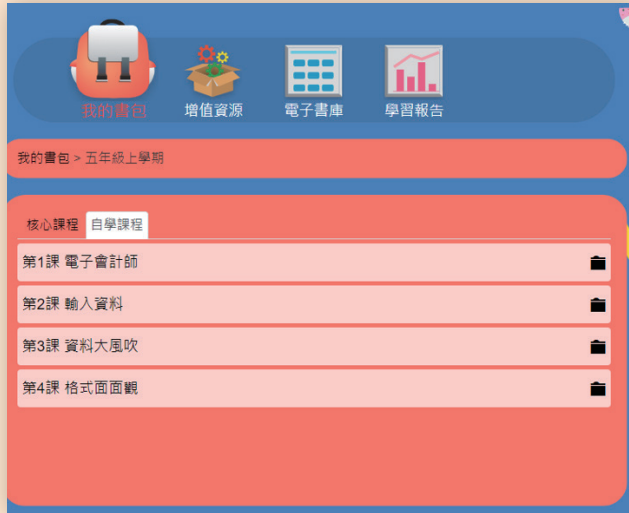 我的書包 增值資源 電子書庫 學習報告
我的書包 > 五年級上學期
核心課程 自學課程
第1課 電子會計師
第2課 輸入資料
第3課 資料大風吹
第4課 格式面面觀